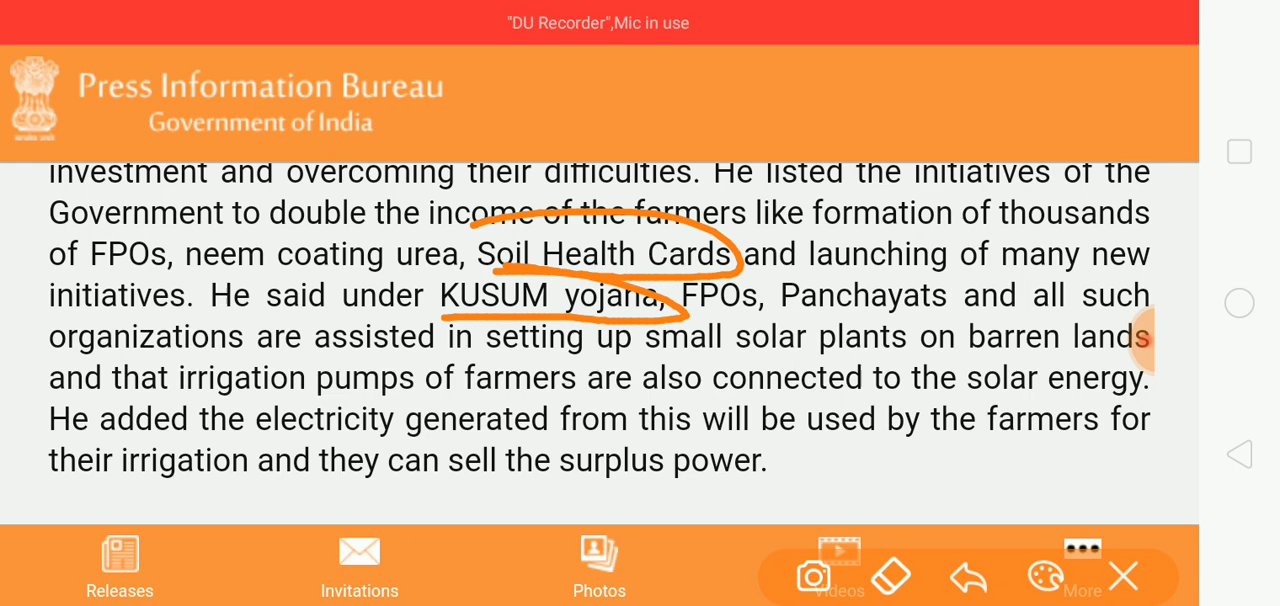 "DU Recorder",Mic in use
Press Information Bureau
Government of India
investment and overcoming their difficulties. He listed the initiatives of the
Government to double the income of the farmers like formation of thousands
of FPOs, neem coating urea, Soil Health Cards and launching of many new
initiatives. He said under KUSUM yojana, FPOs, Panchayats and all such
organizations are assisted in setting up small solar plants on barren lands
and that irrigation pumps of farmers are also connected to the solar energy.
He added the electricity generated from this will be used by the farmers for
their irrigation and they can sell the surplus power.
Releases
Invitations
Photos
Videos
More